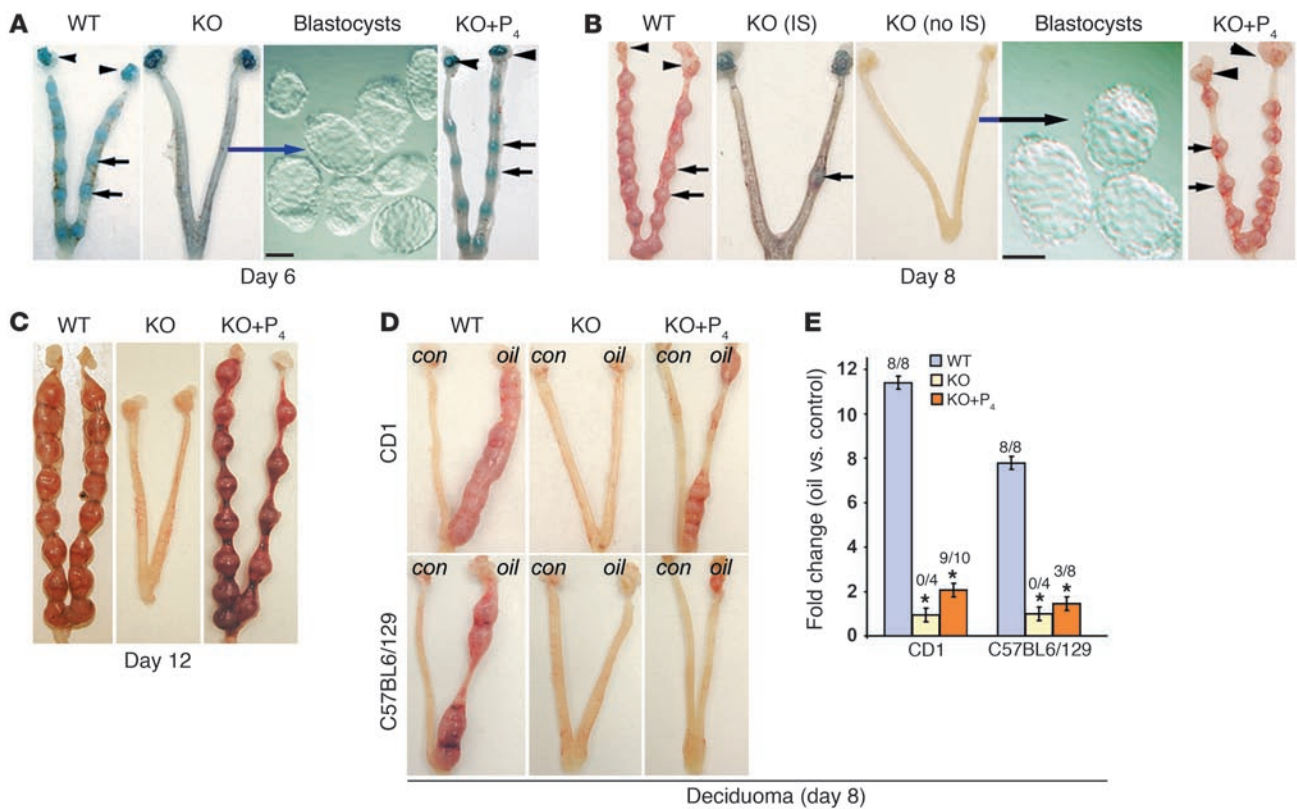 A
WT KO Blastocysts KO+P4
Day 6
B
WT KO (IS) KO (no IS) Blastocysts KO+P4
Day 8
C
WT KO KO+P4
Day 12
D
WT KO KO+P4
con oil con oil con oil
CD1
con oil con oil con oil
C57BL6/129
Deciduoma (day 8)
E
Fold change (oil vs. control)
12
10
8
6
4
2
0
WT
KO
KO+P4
8/8 0/4 * 9/10 *
8/8 0/4 * 3/8 *
CD1 C57BL6/129